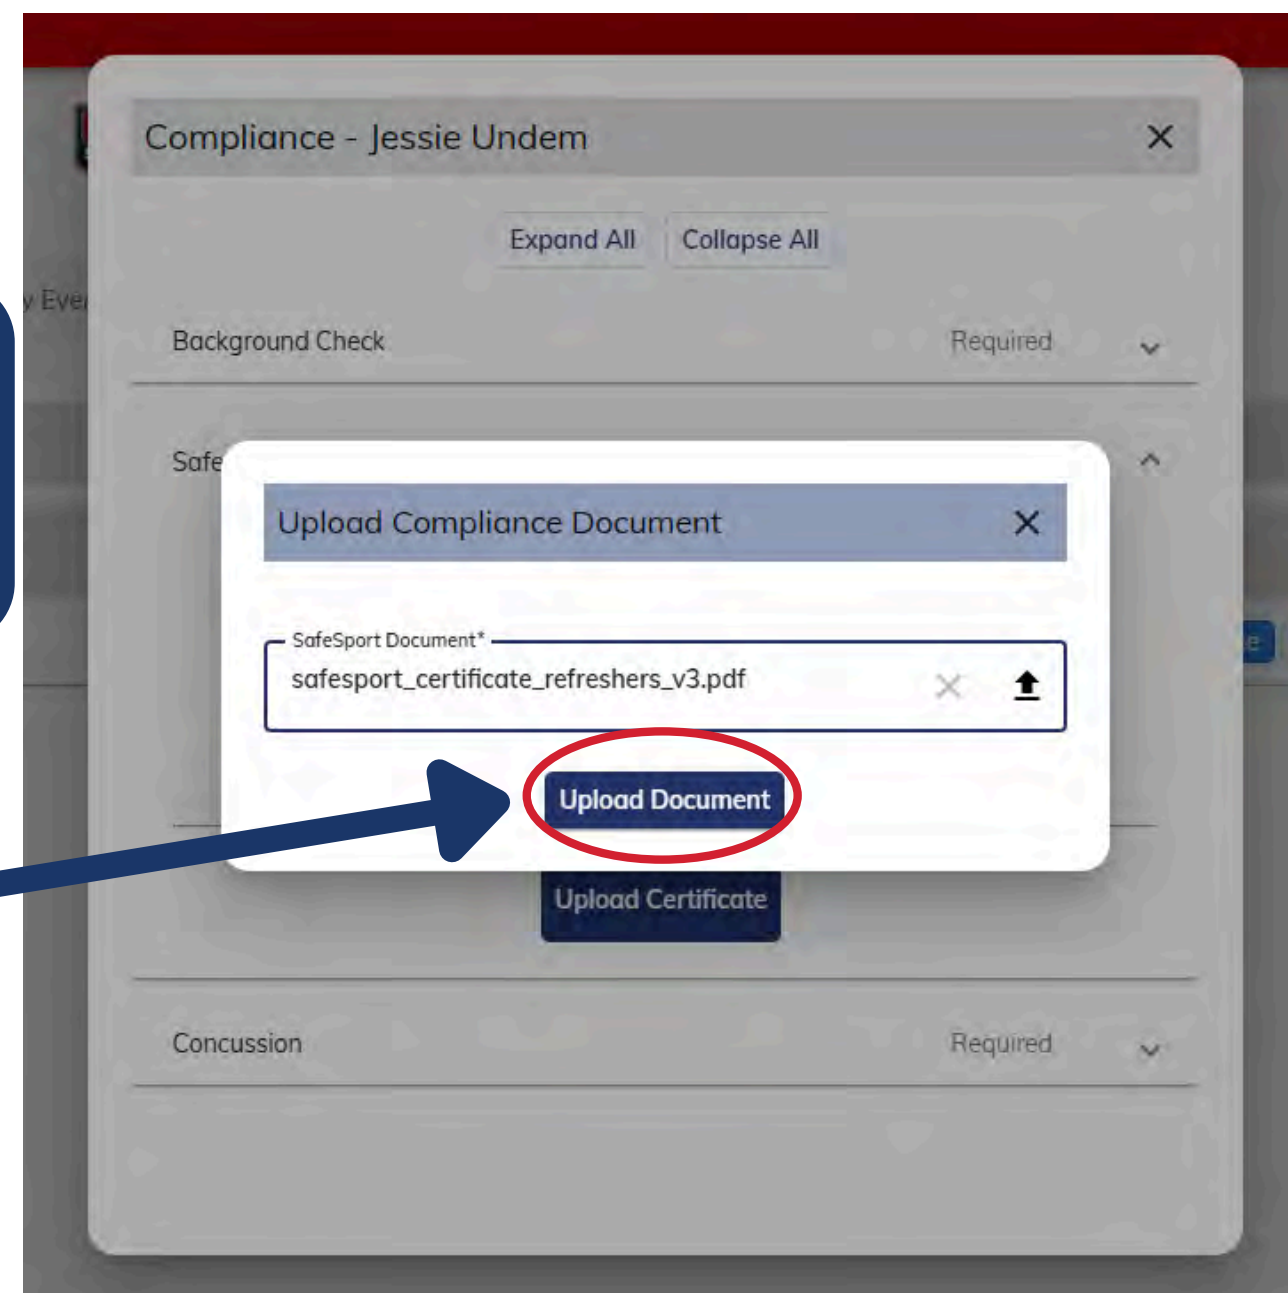 Compliance - Jessie Undem
Expand All Collapse All
Background Check Required
Safe
Upload Compliance Document
SafeSport Document*
safesport_certificate_refreshers_v3.pdf
Upload Document
Upload Certificate
Concussion Required